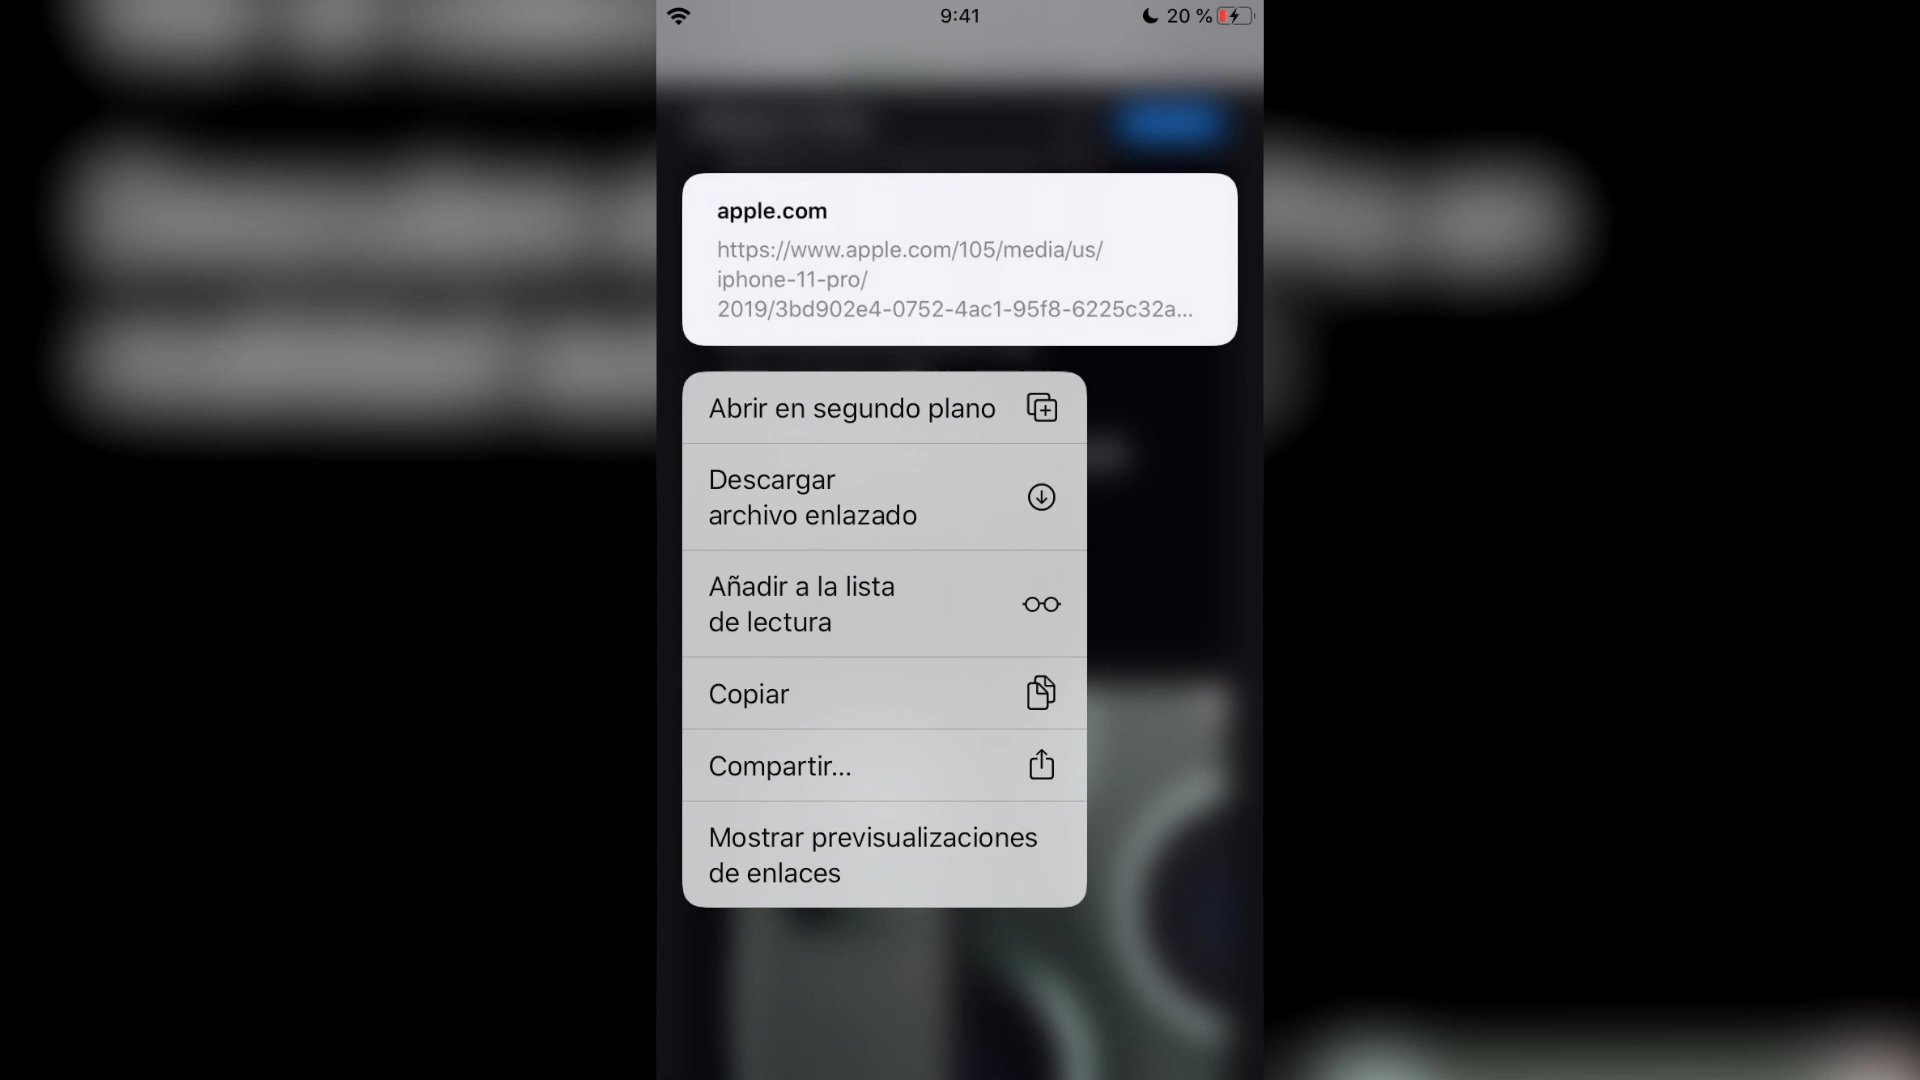 9:41
20 %
apple.com
https://www.apple.com/105/media/us/
iphone-11-pro/
2019/3bd902e4-0752-4ac1-95f8-6225c32a...
Abrir en segundo plano
Descargar
archivo enlazado
Añadir a la lista
de lectura
Copiar
Compartir...
Mostrar previsualizaciones
de enlaces